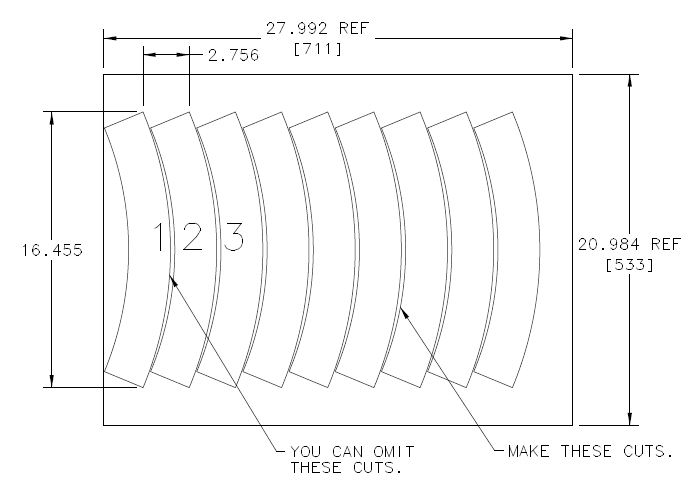 27.992 REF
[711]
2.756
1 2 3
16.455
20.984 REF
[533]
YOU CAN OMIT
THESE CUTS.
MAKE THESE CUTS.